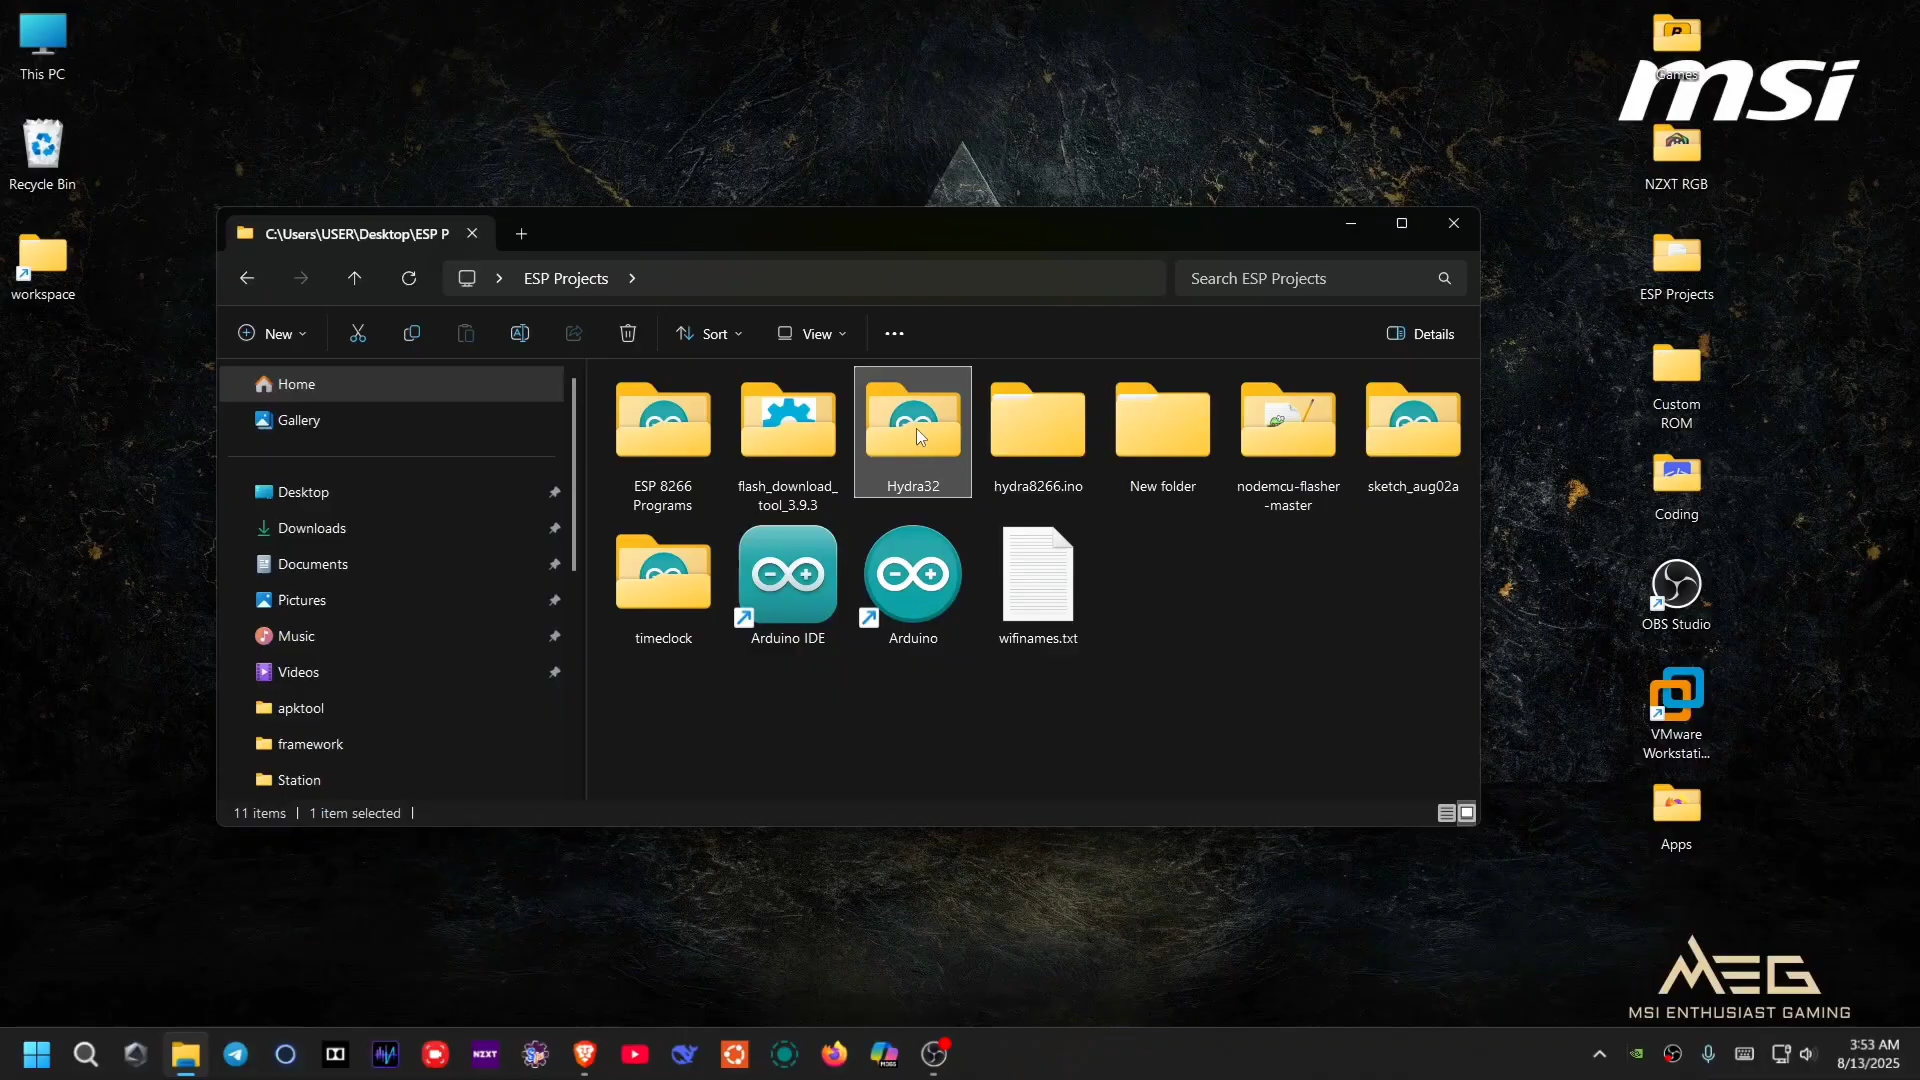 This PC
Recycle Bin
workspace
Games
msi
NZXT RGB
ESP Projects
Custom
ROM
Coding
OBS Studio
VMware
Workstati...
Apps
C:\Users\USER\Desktop\ESP P
ESP Projects
Search ESP Projects
New
Sort
View
Details
Home
Gallery
Desktop
Downloads
Documents
Pictures
Music
Videos
apktool
framework
Station
ESP 8266
Programs
flash_download_
tool_3.9.3
Hydra32
hydra8266.ino
New folder
nodemcu-flasher
-master
sketch_aug02a
timeclock
Arduino IDE
Arduino
wifinames.txt
11 items
1 item selected
MEG
MSI ENTHUSIAST GAMING
NZXT
M365
3:53 AM
8/13/2025